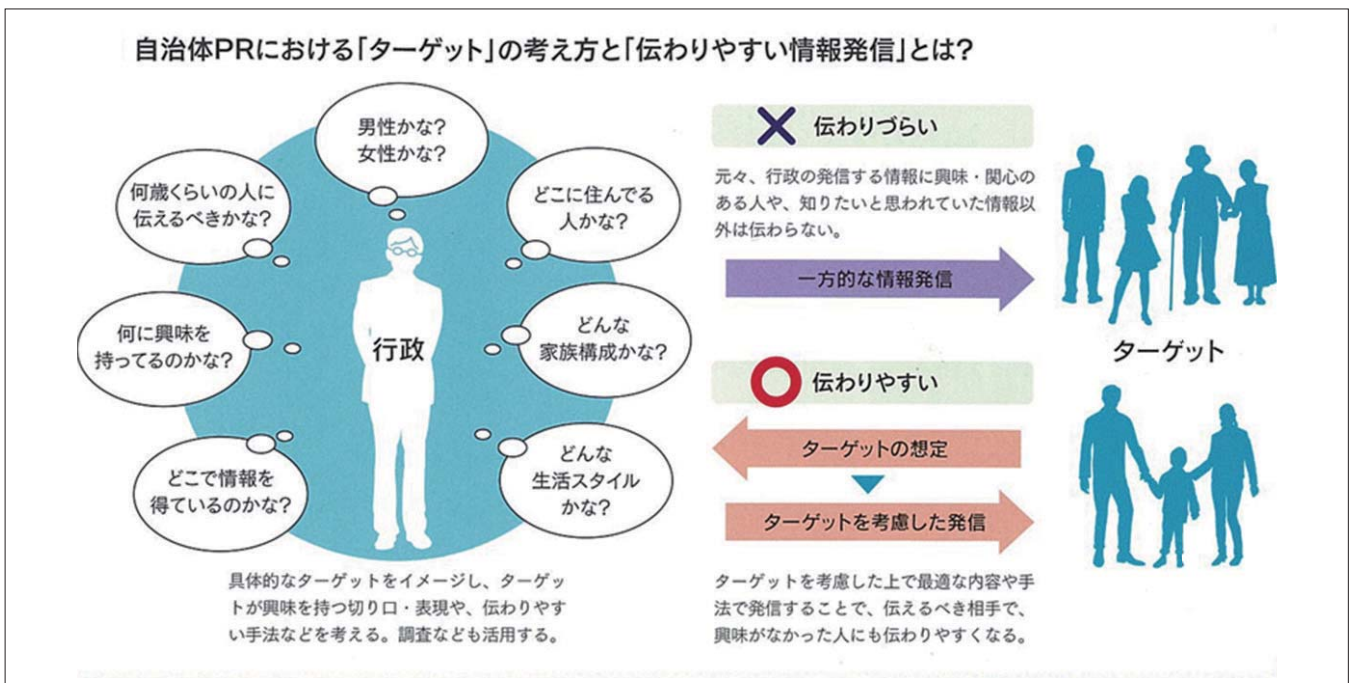 自治体PRにおける「ターゲット」の考え方と「伝わりやすい情報発信」とは?
男性かな?
女性かな?
何歳くらいの人に
伝えるべきかな?
どこに住んでる
人かな?
何に興味を
持ってるのかな?
行政
どんな
家族構成かな?
どこで情報を
得ているのかな?
どんな
生活スタイル
かな?
具体的なターゲットをイメージし、ターゲッ
トが興味を持つ切り口・表現や、伝わりやす
い手法などを考える。調査なども活用する。
伝わりづらい
元々、行政の発信する情報に興味・関心の
ある人や、知りたいと思われていた情報以
外は伝わらない。
一方的な情報発信
ターゲット
伝わりやすい
ターゲットの想定
ターゲットを考慮した発信
ターゲットを考慮した上で最適な内容や手
法で発信することで、伝えるべき相手で、
興味がなかった人にも伝わりやすくなる。